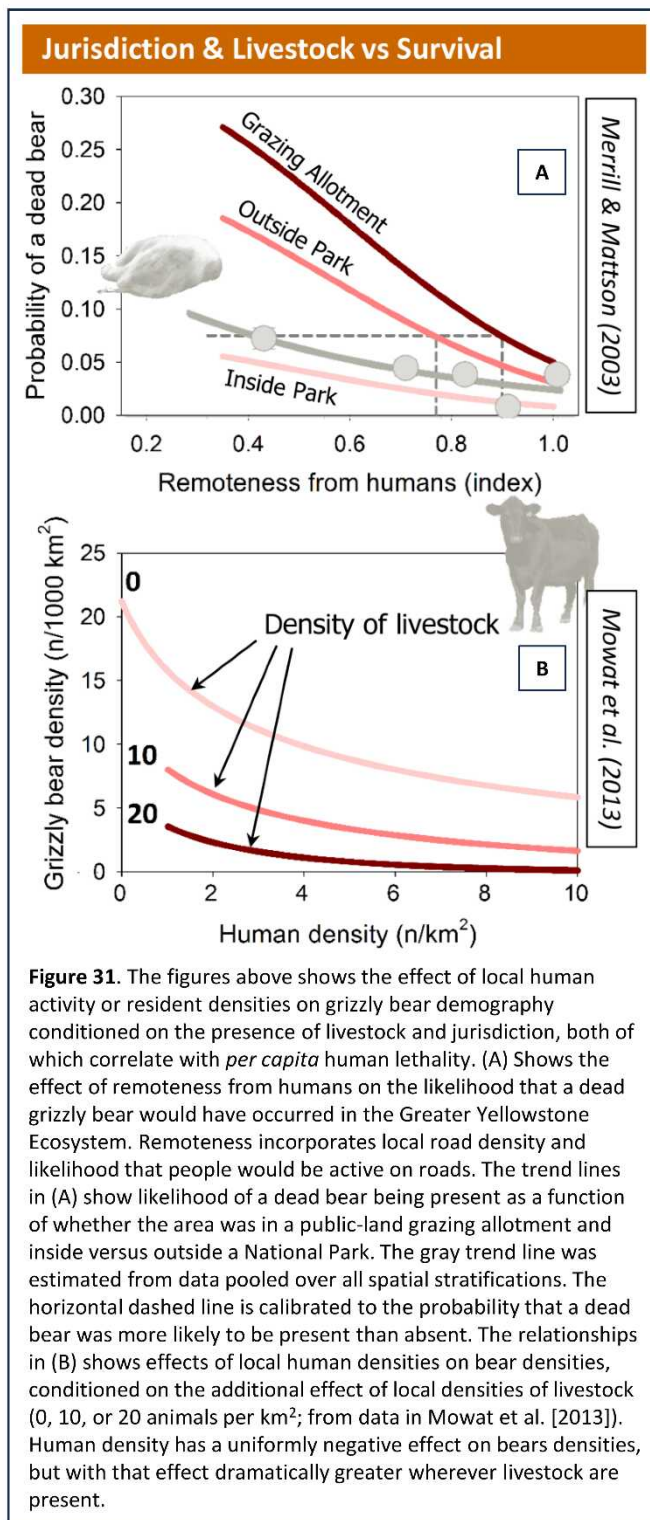 Jurisdiction & Livestock vs Survival
0.30
0.25
0.20
0.15
0.10
0.05
0.00
Probability of a dead bear
Grazing Allotment
Outside Park
Inside Park
A
Merrill & Mattson (2003)
0.2 0.4 0.6 0.8 1.0
Remoteness from humans (index)
25
20
15
10
5
0
Grizzly bear density (n/1000 km²)
0
10
20
Density of livestock
B
Mowat et al. (2013)
0 2 4 6 8 10
Human density (n/km²)
Figure 31. The figures above shows the effect of local human
activity or resident densities on grizzly bear demography
conditioned on the presence of livestock and jurisdiction, both of
which correlate with per capita human lethality. (A) Shows the
effect of remoteness from humans on the likelihood that a dead
grizzly bear would have occurred in the Greater Yellowstone
Ecosystem. Remoteness incorporates local road density and
likelihood that people would be active on roads. The trend lines
in (A) show likelihood of a dead bear being present as a function
of whether the area was in a public-land grazing allotment and
inside versus outside a National Park. The gray trend line was
estimated from data pooled over all spatial stratifications. The
horizontal dashed line is calibrated to the probability that a dead
bear was more likely to be present than absent. The relationships
in (B) shows effects of local human densities on bear densities,
conditioned on the additional effect of local densities of livestock
(0, 10, or 20 animals per km²; from data in Mowat et al. [2013]).
Human density has a uniformly negative effect on bears densities,
but with that effect dramatically greater wherever livestock are
present.